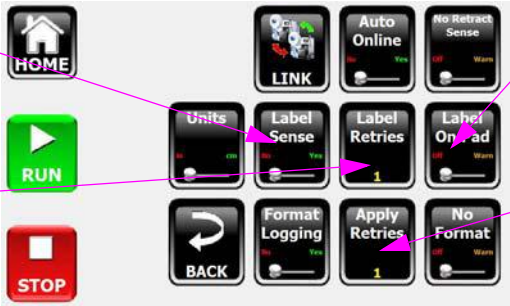 HOME
LINK
Auto
Online
No Yes
No Retract
Sense
Off Warn
RUN
Units
in cm
Label
Sense
No Yes
Label
Retries
1
Label
On Pad
Off Warn
STOP
BACK
Format
Logging
No Yes
Apply
Retries
1
No
Format
Off Warn